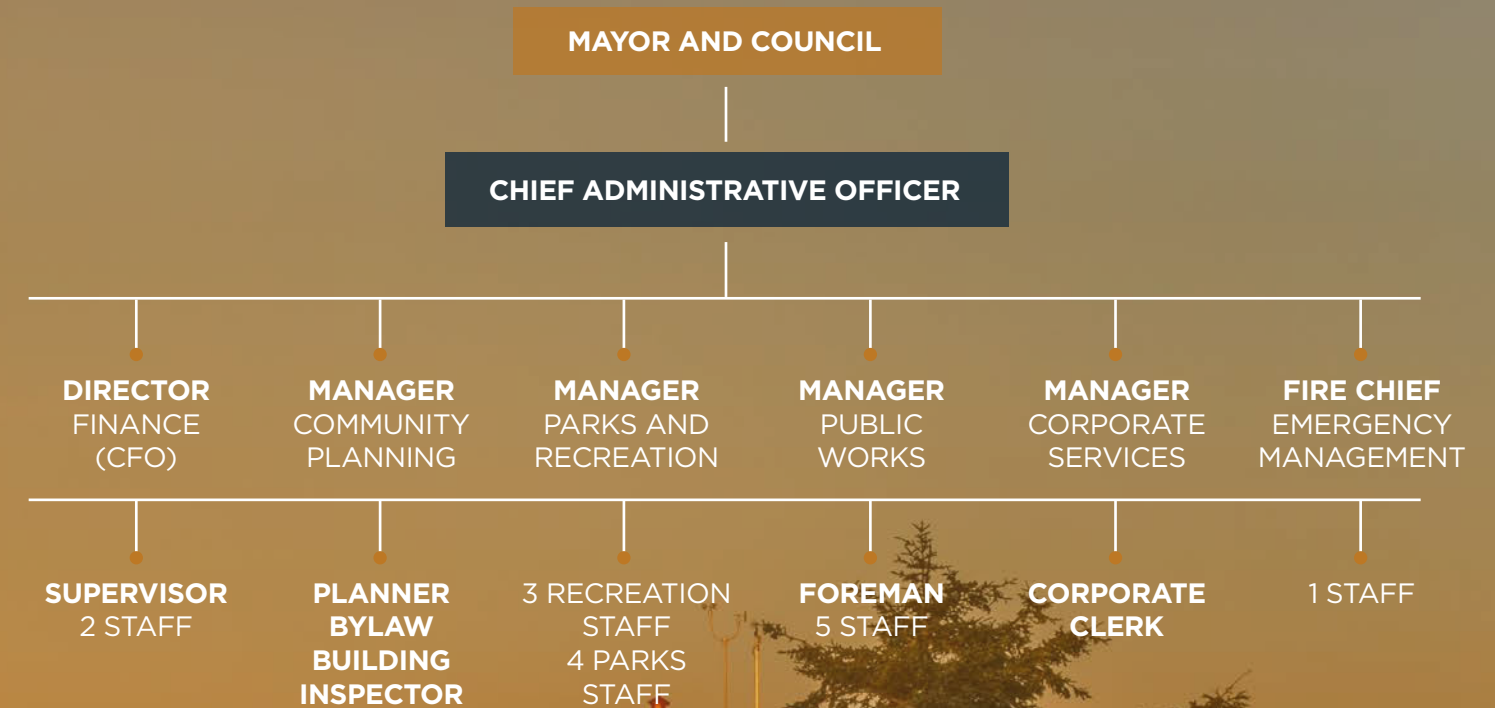 MAYOR AND COUNCIL
CHIEF ADMINISTRATIVE OFFICER
DIRECTOR
FINANCE
(CFO)
MANAGER
COMMUNITY
PLANNING
MANAGER
PARKS AND
RECREATION
MANAGER
PUBLIC
WORKS
MANAGER
CORPORATE
SERVICES
FIRE CHIEF
EMERGENCY
MANAGEMENT
SUPERVISOR
2 STAFF
PLANNER
BYLAW
BUILDING
INSPECTOR
3 RECREATION
STAFF
4 PARKS
STAFF
FOREMAN
5 STAFF
CORPORATE
CLERK
1 STAFF